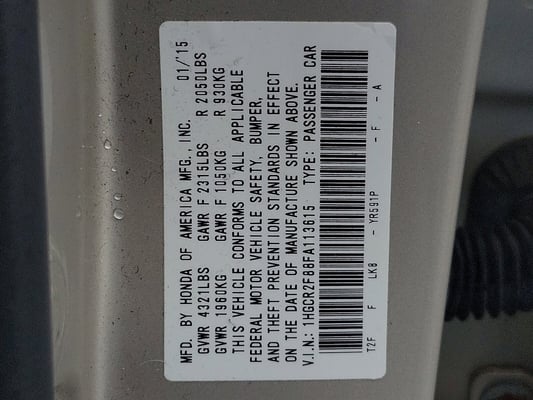 MFD. BY HONDA OF AMERICA MFG., INC. 01/'15
GVWR 4321LBS GAWR F 2315LBS R 2050LBS
GVWR 1960KG GAWR F 1050KG R 930KG
THIS VEHICLE CONFORMS TO ALL APPLICABLE
FEDERAL MOTOR VEHICLE SAFETY, BUMPER,
AND THEFT PREVENTION STANDARDS IN EFFECT
ON THE DATE OF MANUFACTURE SHOWN ABOVE.
V.I.N.: 1HGCR2F88FA113615 TYPE: PASSENGER CAR
T2F F LK8 - YR591P - F - A